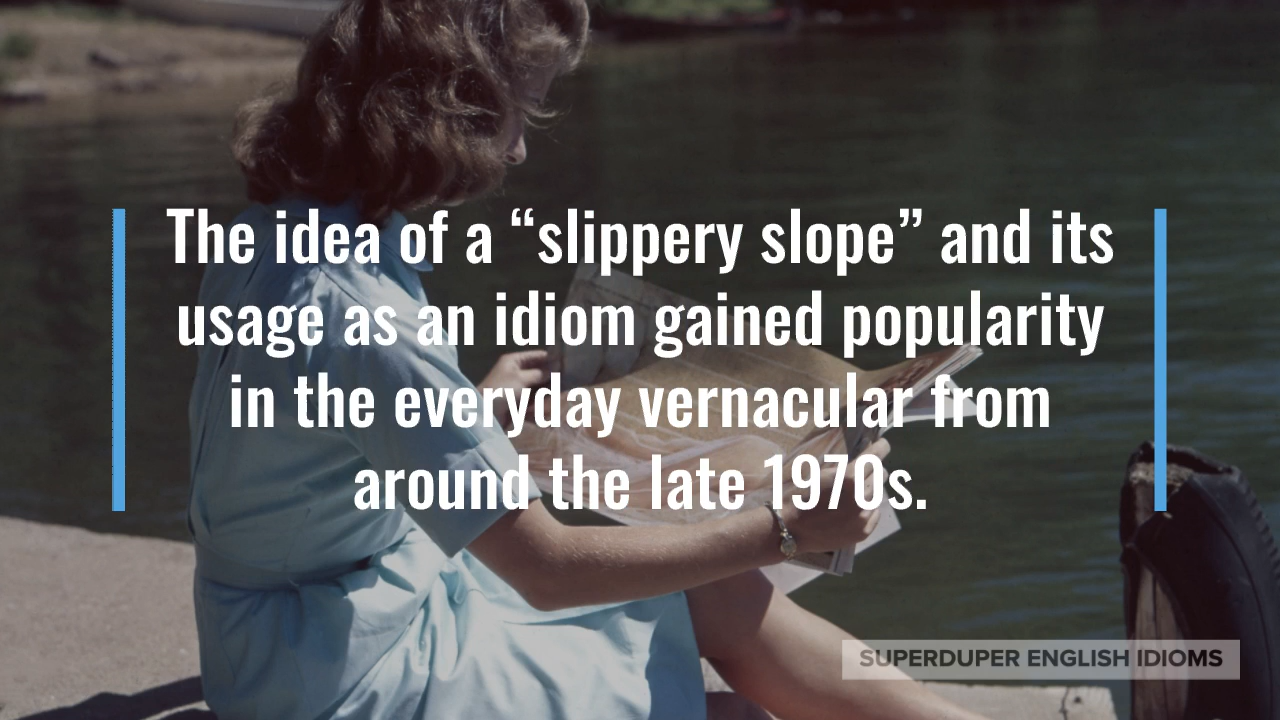 The idea of a “slippery slope” and its
usage as an idiom gained popularity
in the everyday vernacular from
around the late 1970s.
SUPERDUPER ENGLISH IDIOMS